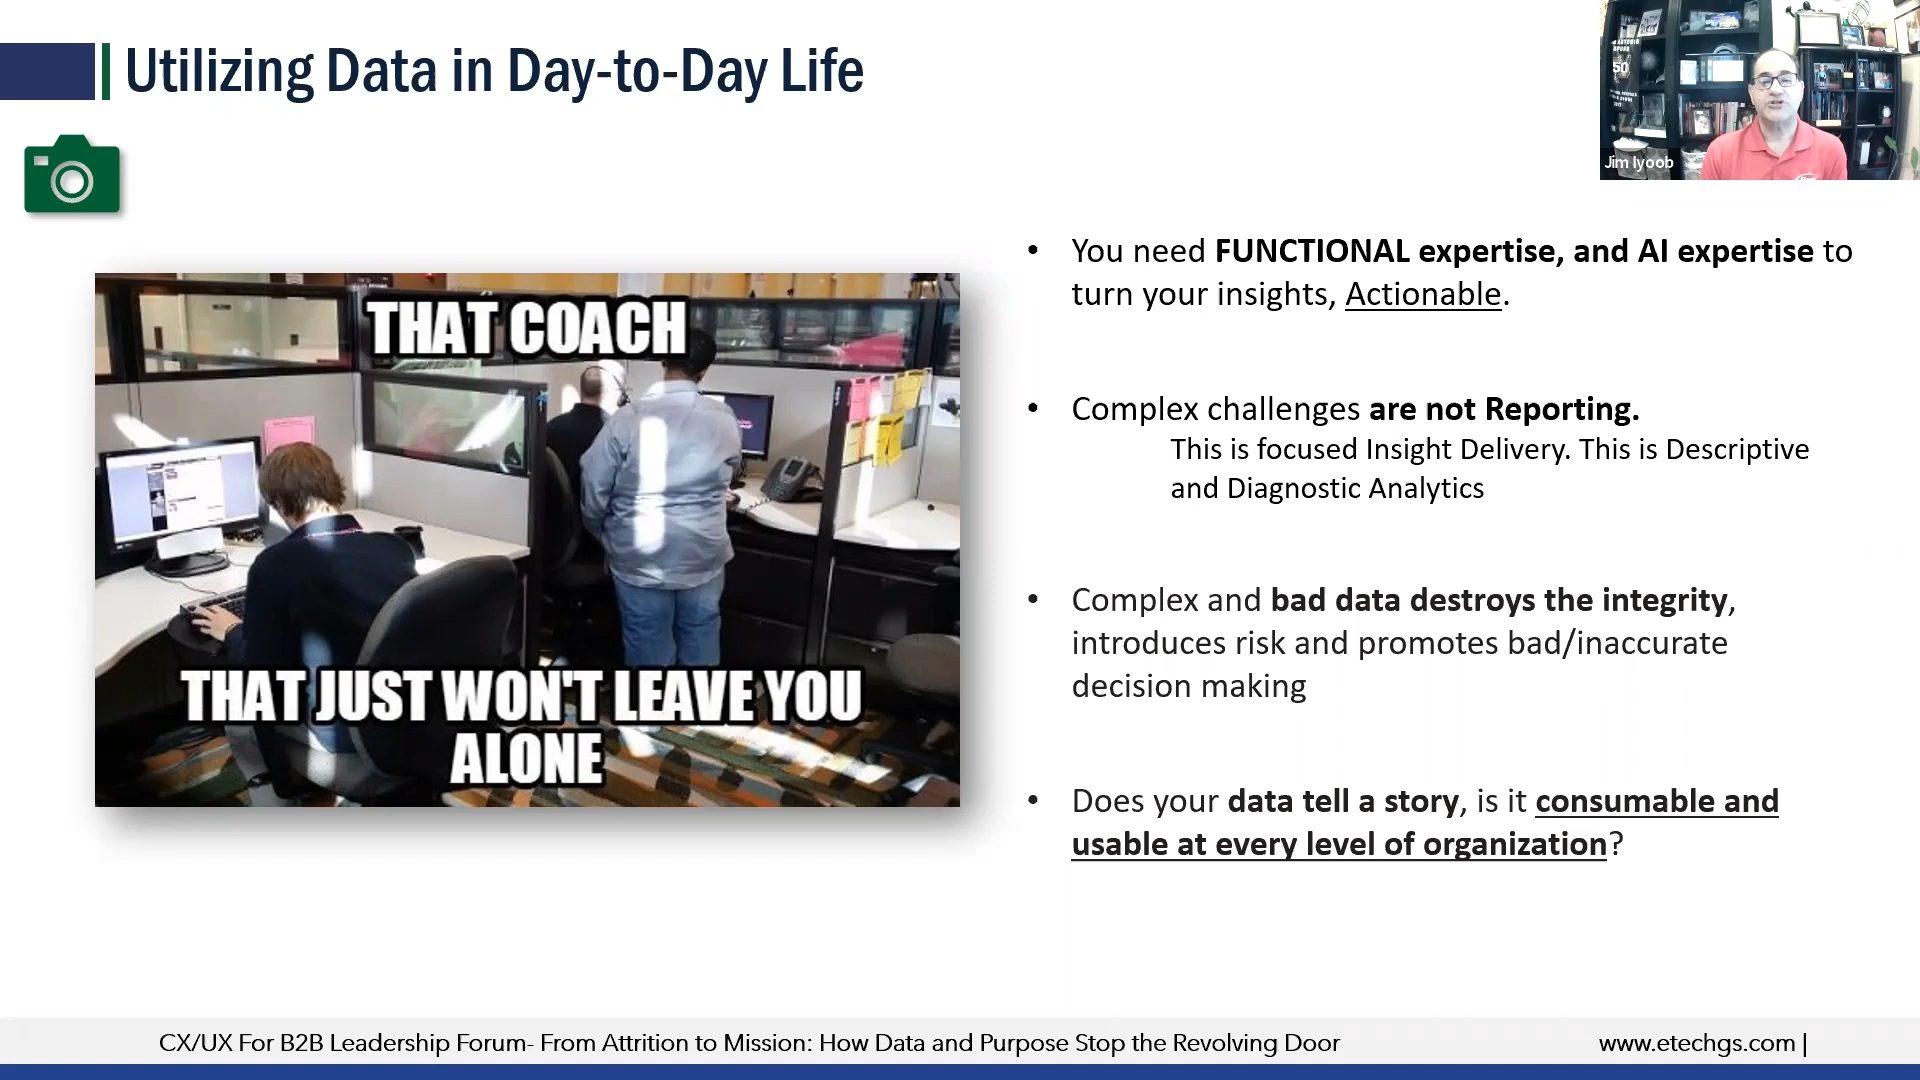 Utilizing Data in Day-to-Day Life
50
Jim Iyoob
THAT COACH
THAT JUST WON'T LEAVE YOU
ALONE
• You need FUNCTIONAL expertise, and AI expertise to
turn your insights, Actionable.
• Complex challenges are not Reporting.
This is focused Insight Delivery. This is Descriptive
and Diagnostic Analytics
• Complex and bad data destroys the integrity,
introduces risk and promotes bad/inaccurate
decision making
• Does your data tell a story, is it consumable and
usable at every level of organization?
CX/UX For B2B Leadership Forum- From Attrition to Mission: How Data and Purpose Stop the Revolving Door
www.etechgs.com |